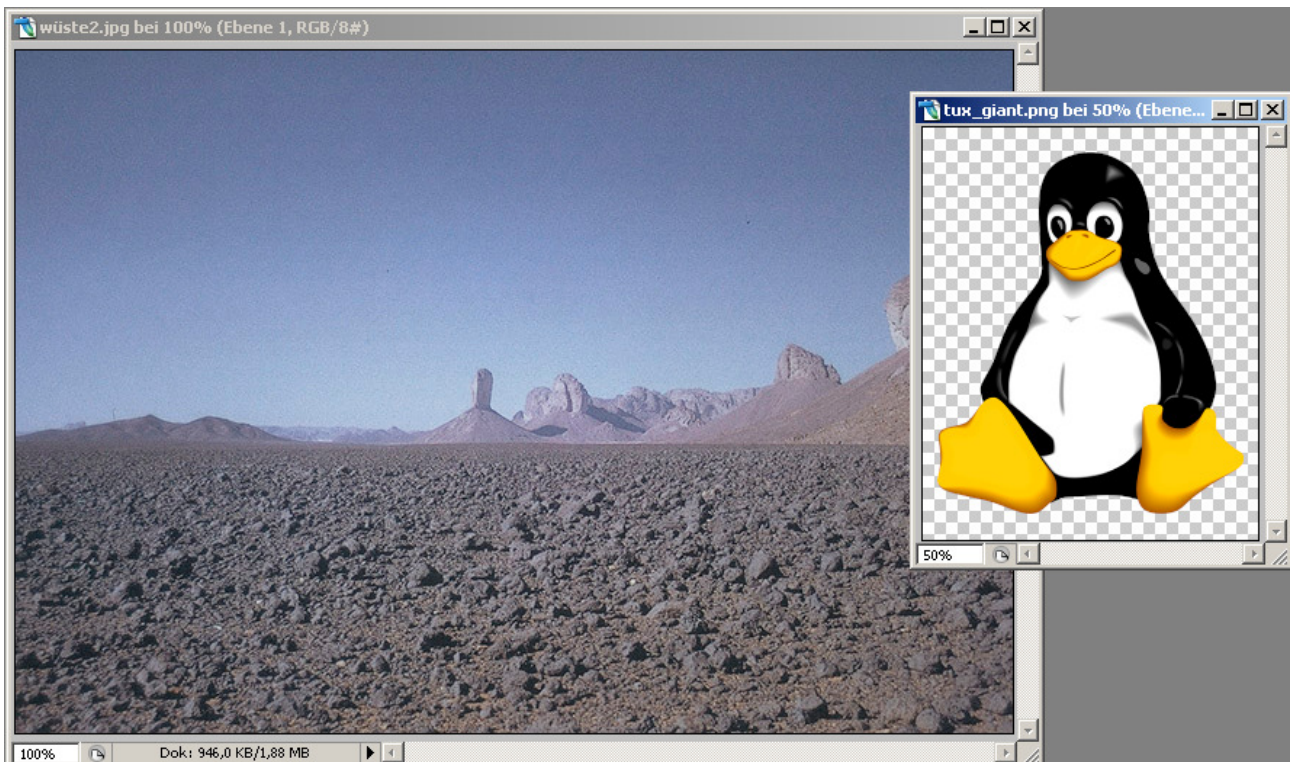 wüste2.jpg bei 100% (Ebene 1, RGB/8#)
tux_giant.png bei 50% (Ebene...
50%
100%
Dok: 946,0 KB/1,88 MB